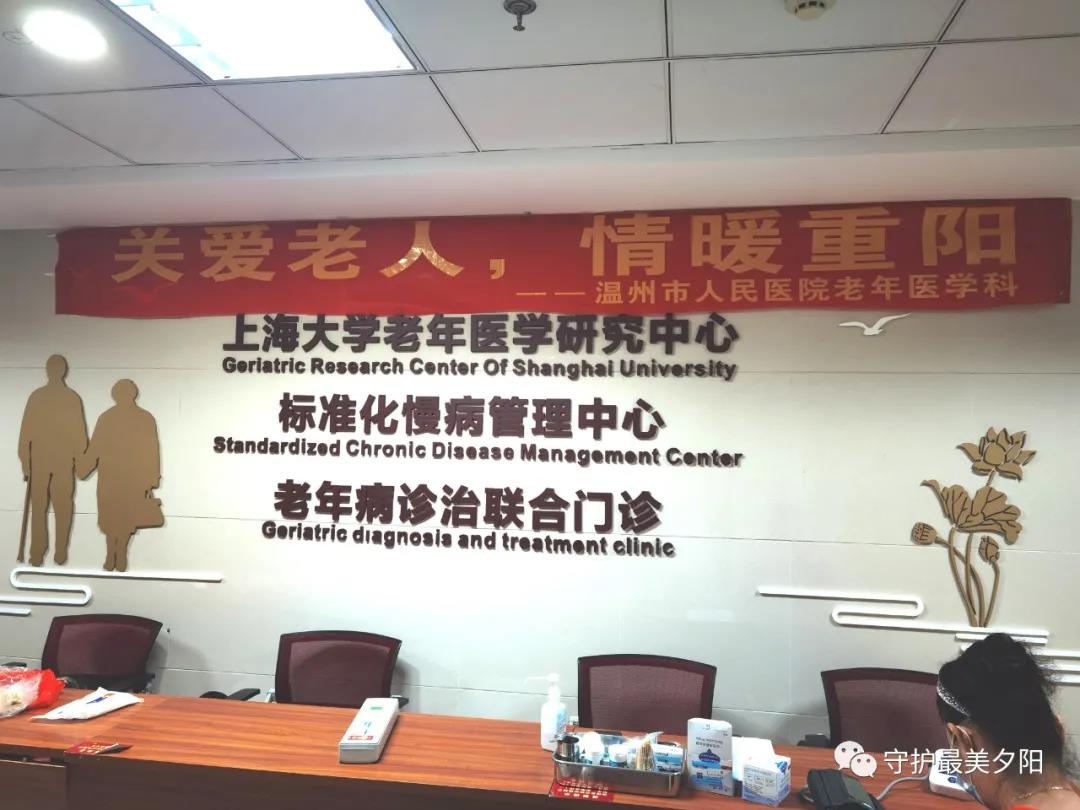 关爱老人，情暖重阳
——温州市人民医院老年医学科
上海大学老年医学研究中心
Geriatric Research Center Of Shanghai University
标准化慢病管理中心
Standardized Chronic Disease Management Center
老年病诊治联合门诊
Geriatric diagnosis and treatment clinic
守护最美夕阳